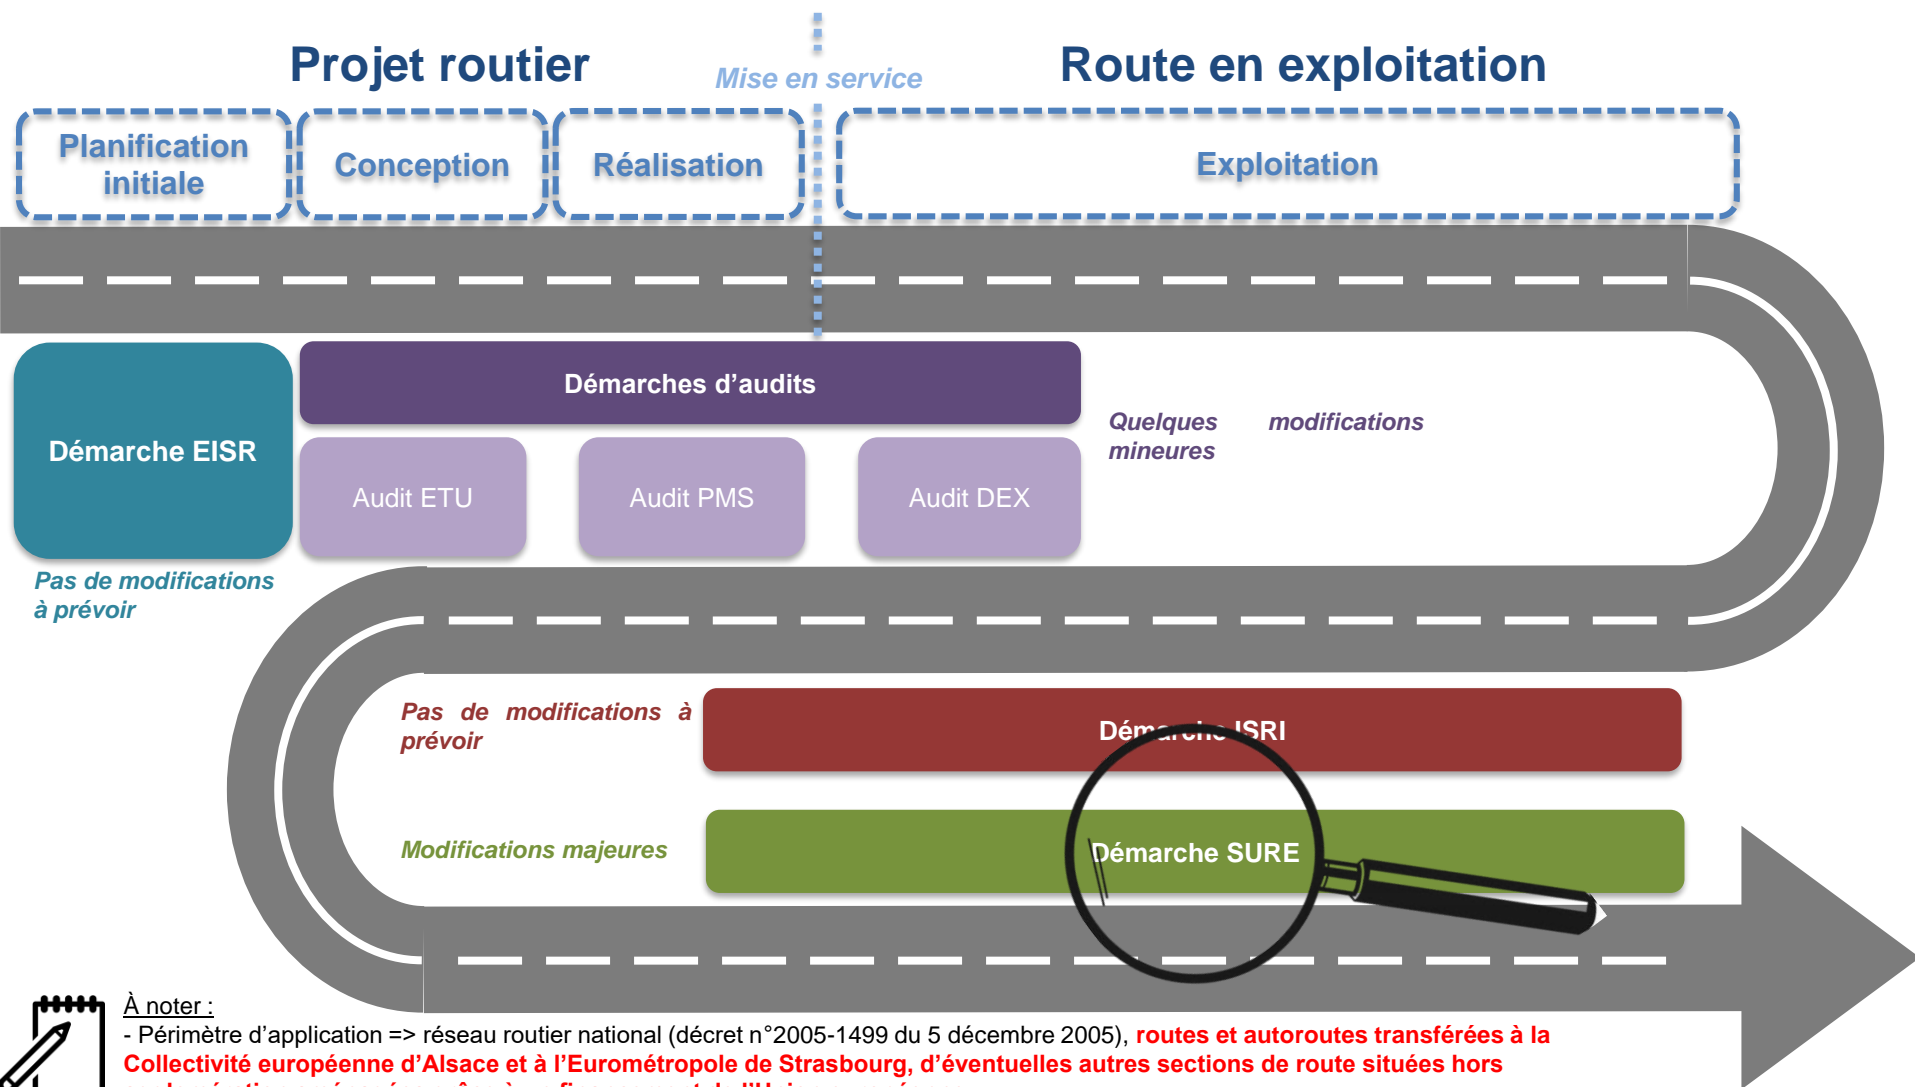 Projet routier
Mise en service
Route en exploitation
Planification
initiale
Conception
Réalisation
Exploitation
Démarche EISR
Démarches d’audits
Audit ETU
Audit PMS
Audit DEX
Quelques modifications
mineures
Pas de modifications
à prévoir
Pas de modifications à
prévoir
Démarche ISRI
Modifications majeures
Démarche SURE
À noter :
- Périmètre d’application => réseau routier national (décret n°2005-1499 du 5 décembre 2005), routes et autoroutes transférées à la
Collectivité européenne d’Alsace et à l’Eurométropole de Strasbourg, d’éventuelles autres sections de route situées hors